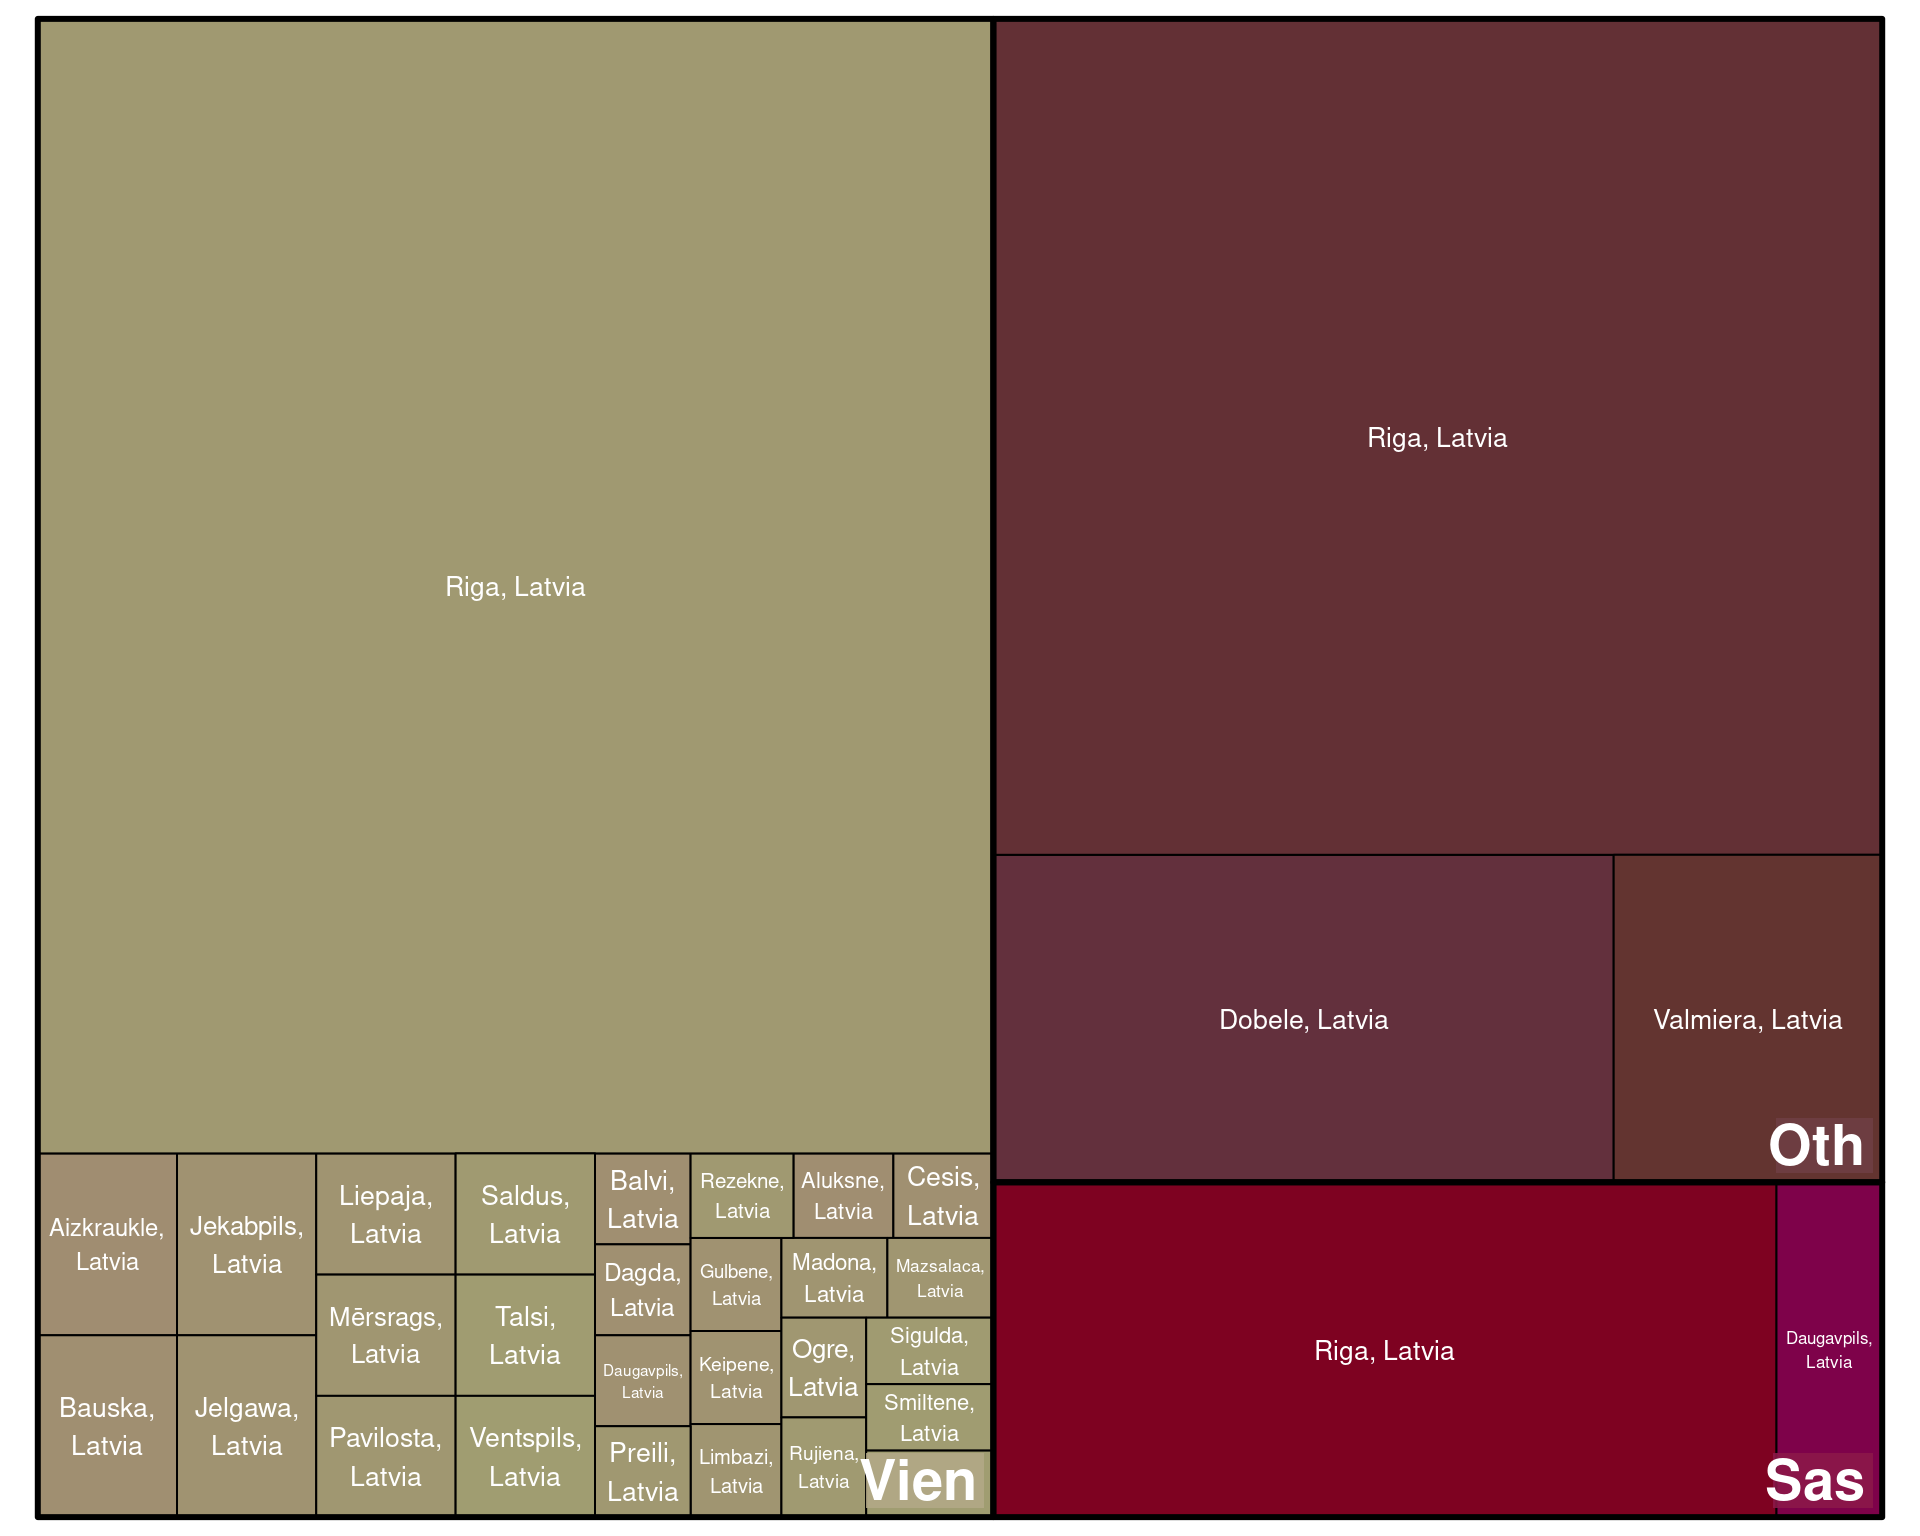 Riga, Latvia
Aizkraukle,
Latvia
Bauska,
Latvia
Jekabpils,
Latvia
Jelgawa,
Latvia
Liepaja,
Latvia
Mērsrags,
Latvia
Pavilosta,
Latvia
Saldus,
Latvia
Talsi,
Latvia
Ventspils,
Latvia
Balvi,
Latvia
Dagda,
Latvia
Daugavpils,
Latvia
Preili,
Latvia
Rezekne,
Latvia
Aluksne,
Latvia
Cesis,
Latvia
Gulbene,
Latvia
Keipene,
Latvia
Limbazi,
Latvia
Madona,
Latvia
Mazsalaca,
Latvia
Ogre,
Latvia
Rujiena,
Latvia
Sigulda,
Latvia
Smiltene,
Latvia
Vien
Riga, Latvia
Dobele, Latvia
Valmiera, Latvia
Oth
Riga, Latvia
Daugavpils,
Latvia
Sas